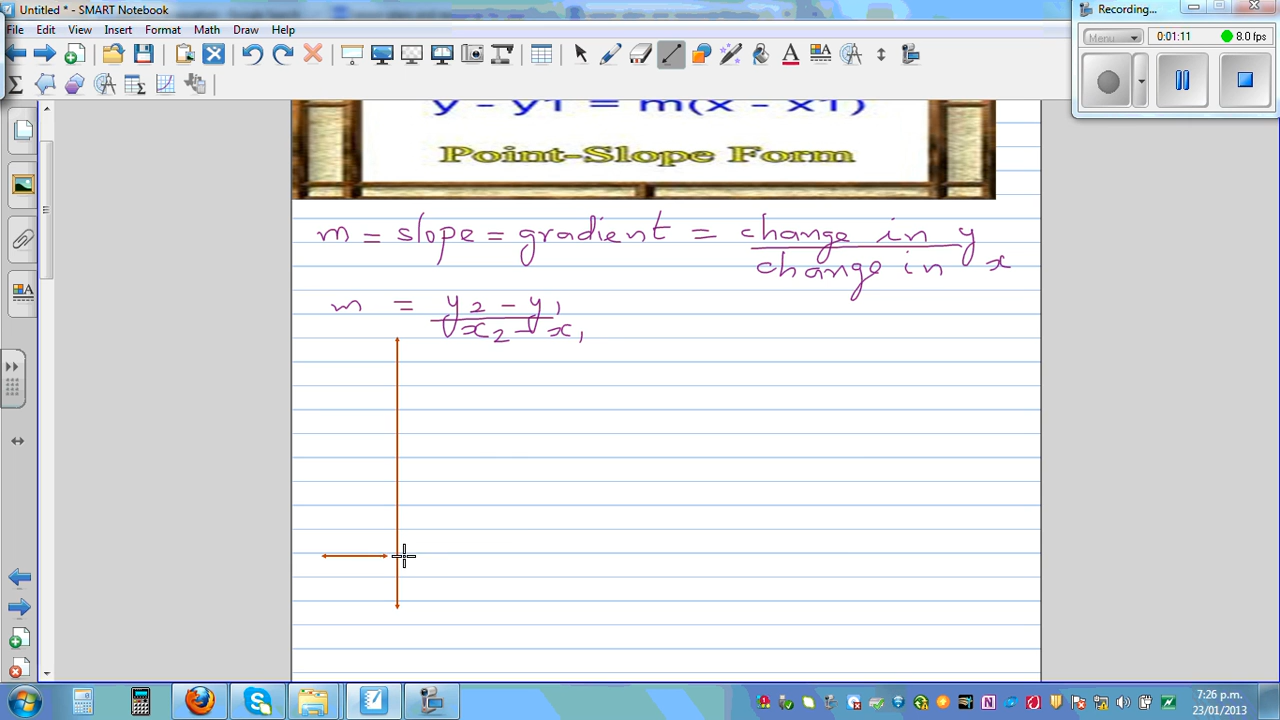 Untitled * - SMART Notebook
File Edit View Insert Format Math Draw Help
Recording...
Menu
0:01:11
8.0 fps
y - y1 = m(x - x1)
Point-Slope Form
m = slope = gradient = change in y
change in x
m = y2 - y1
x2 - x1
7:26 p.m.
23/01/2013